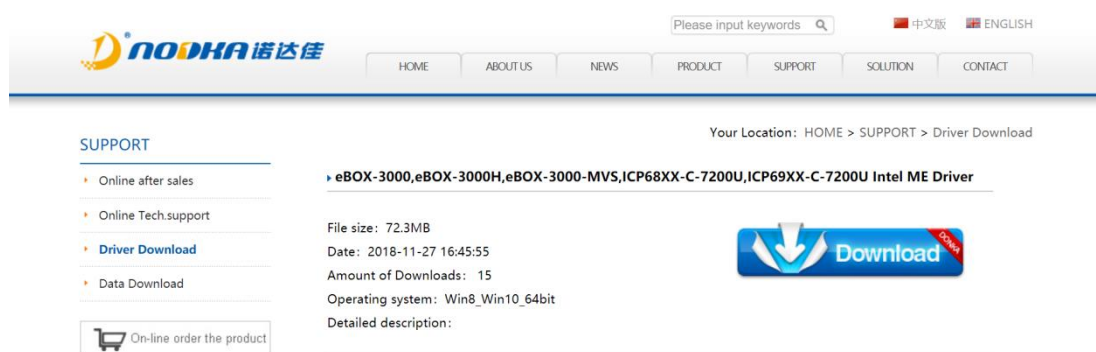 Please input keywords
中文版
ENGLISH
NODKA诺达佳
HOME
ABOUT US
NEWS
PRODUCT
SUPPORT
SOLUTION
CONTACT
SUPPORT
Your Location: HOME > SUPPORT > Driver Download
Online after sales
Online Tech.support
Driver Download
Data Download
On-line order the product
eBOX-3000,eBOX-3000H,eBOX-3000-MVS,ICP68XX-C-7200U,ICP69XX-C-7200U Intel ME Driver
File size: 72.3MB
Date: 2018-11-27 16:45:55
Amount of Downloads: 15
Operating system: Win8_Win10_64bit
Detailed description:
Download
DONKA